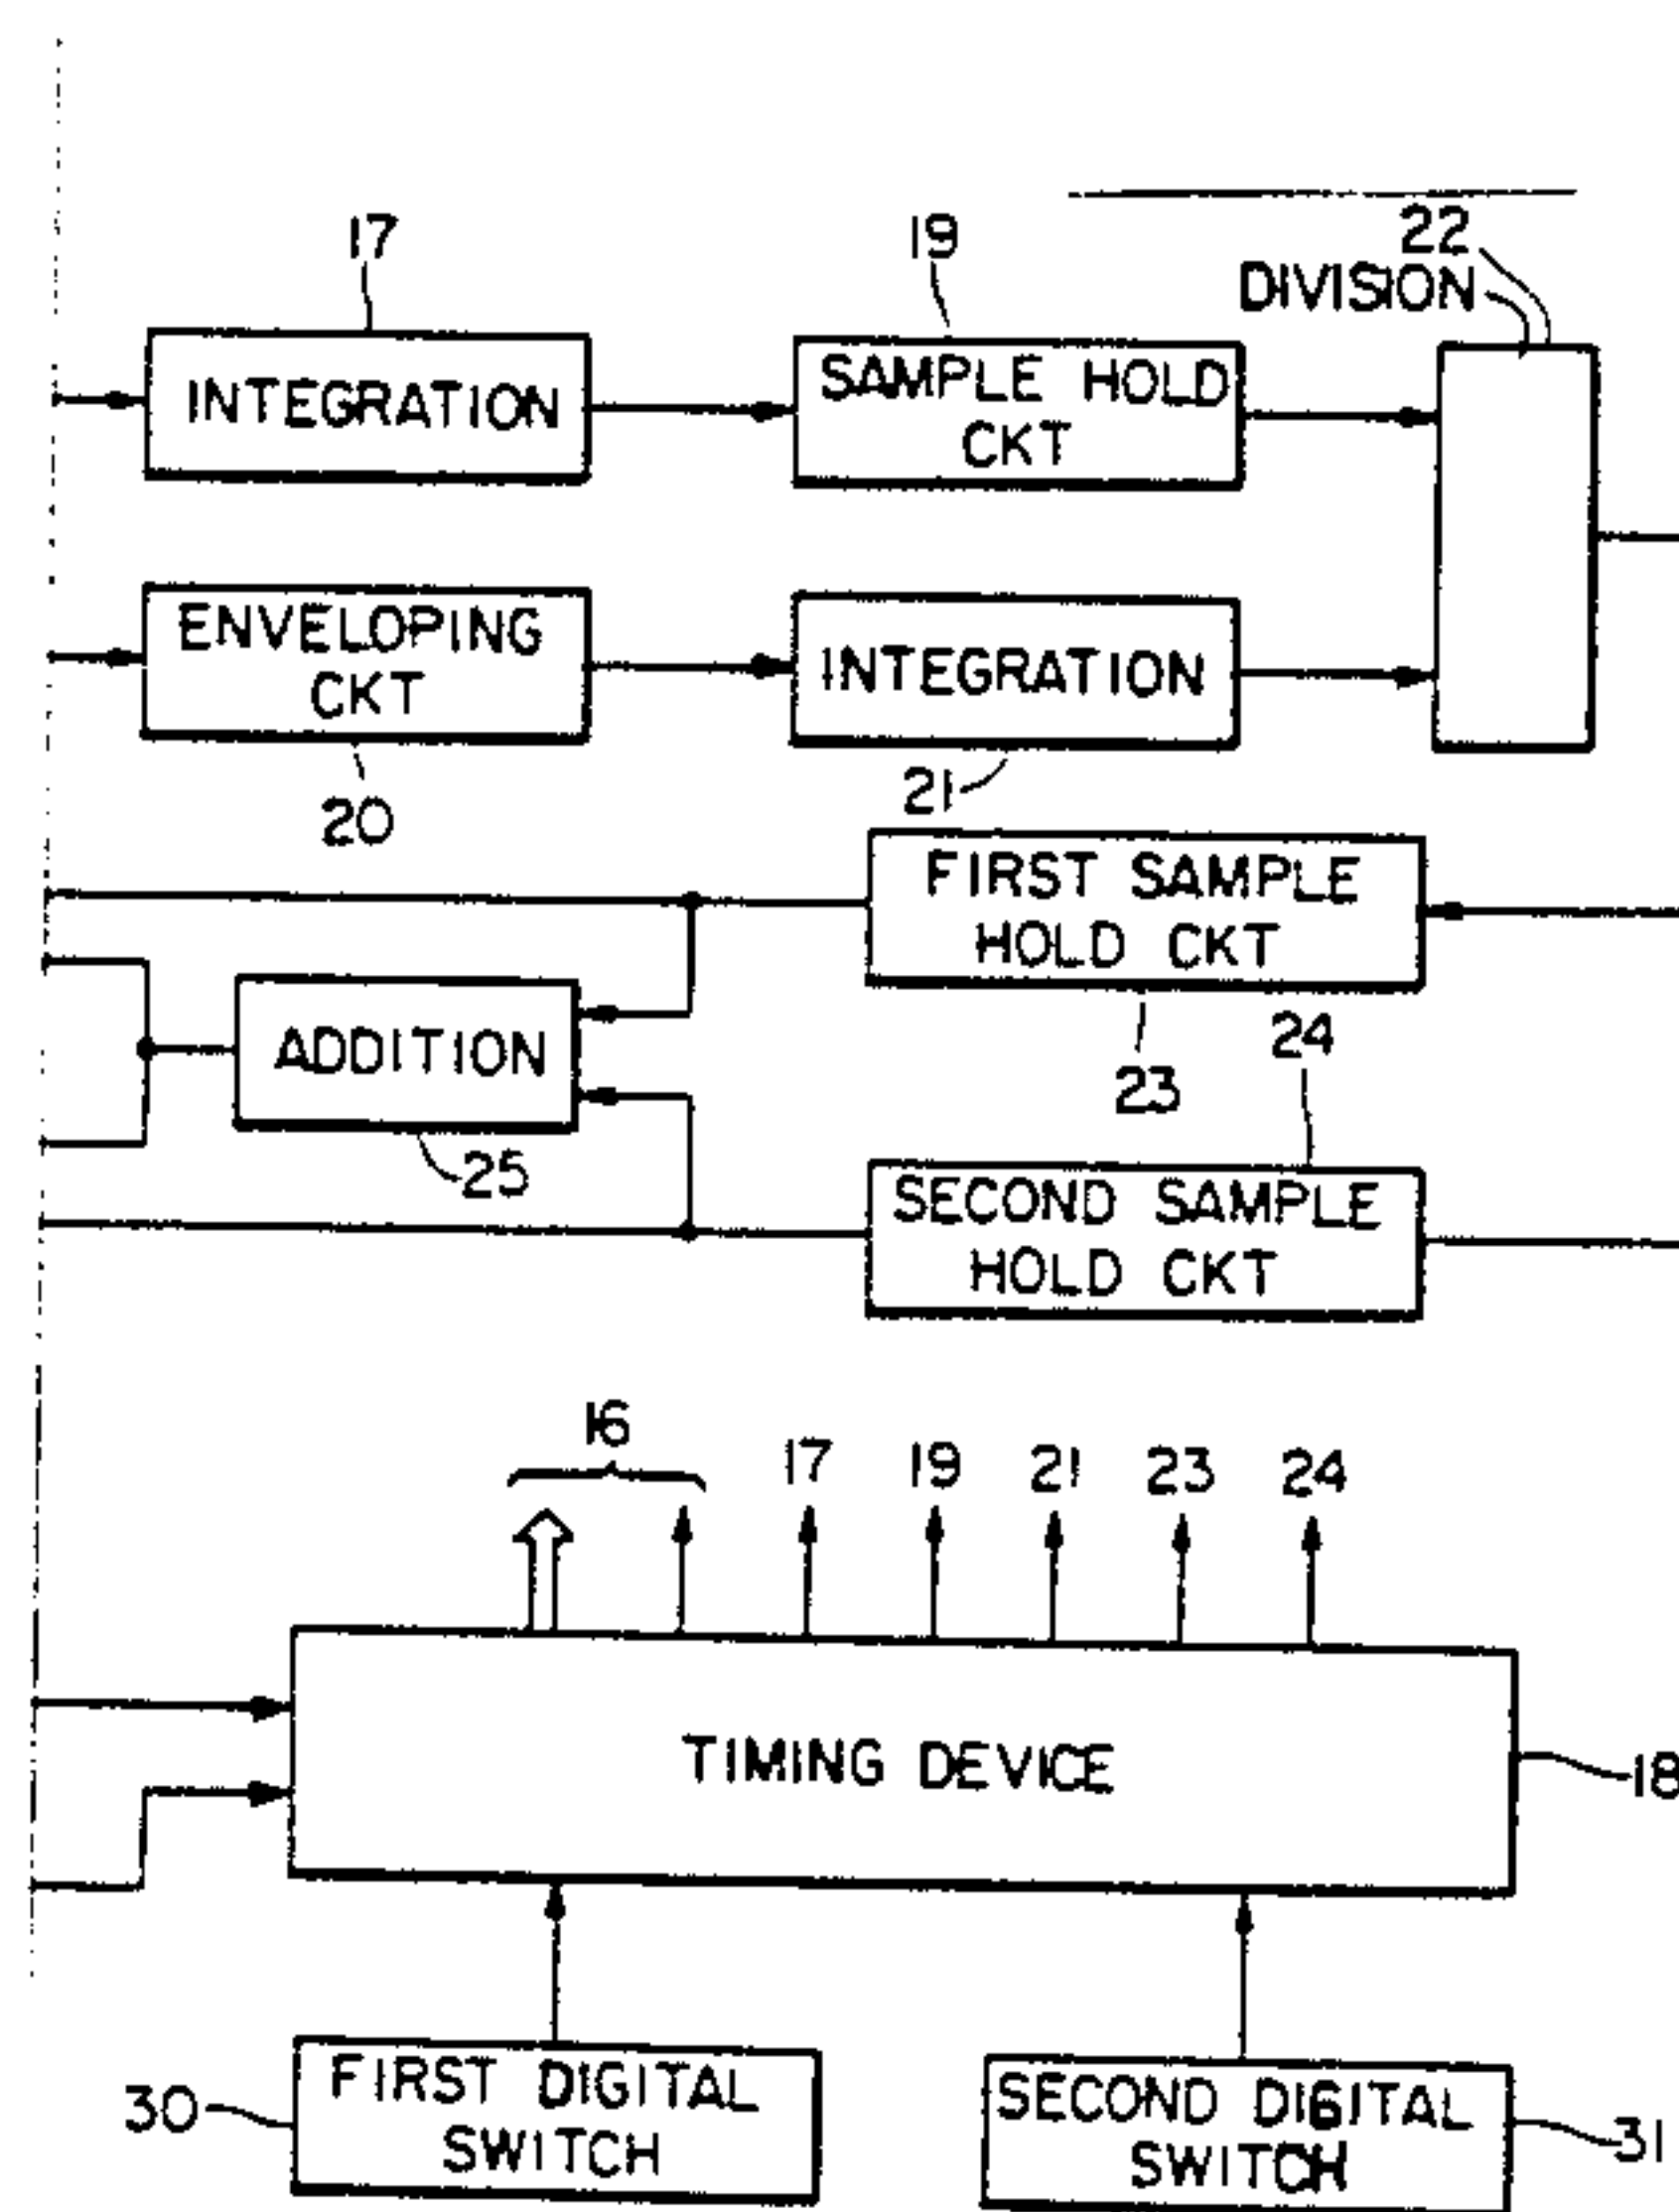 17
19
22
DIVISION
INTEGRATION
SAMPLE HOLD
CKT
ENVELOPING
CKT
INTEGRATION
20
21
FIRST SAMPLE
HOLD CKT
ADDITION
23
24
25
SECOND SAMPLE
HOLD CKT
16
17
19
21
23
24
TIMING DEVICE
18
30
FIRST DIGITAL
SWITCH
SECOND DIGITAL
SWITCH
31